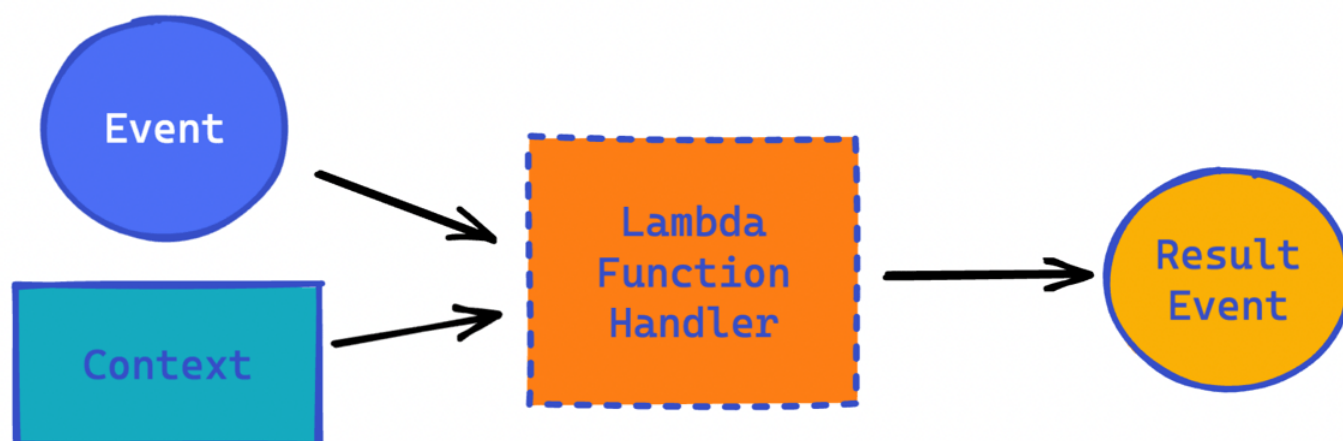 Event
Context
Lambda
Function
Handler
Result
Event